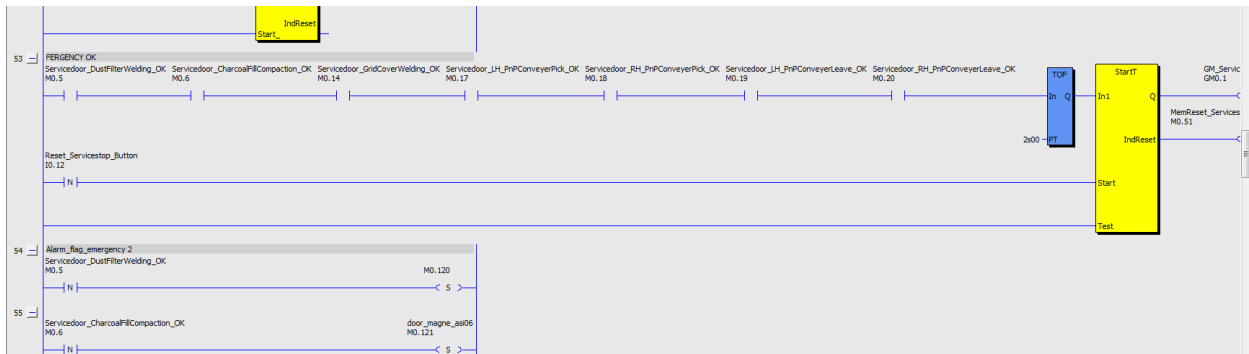 IndReset
Start_
53
FERGENCY OK
Servicedoor_DustFilterWelding_OK Servicedoor_CharcoalFillCompaction_OK Servicedoor_GridCoverWelding_OK Servicedoor_LH_PnPConveyerPick_OK Servicedoor_RH_PnPConveyerPick_OK Servicedoor_LH_PnPConveyerLeave_OK Servicedoor_RH_PnPConveyerLeave_OK
M0.5 M0.6 M0.14 M0.17 M0.18 M0.19 M0.20
TOF StartT GM_Servic
GM0.1
In Q In1 Q
MemReset_Services
M0.51
2s00 PT IndReset
Reset_Servicestop_Button
I0.12
N Start
Test
54 Alarm_flag_emergency 2
Servicedoor_DustFilterWelding_OK
M0.5 M0.120
N S
55
Servicedoor_CharcoalFillCompaction_OK door_magne_asi06
M0.6 M0.121
N S